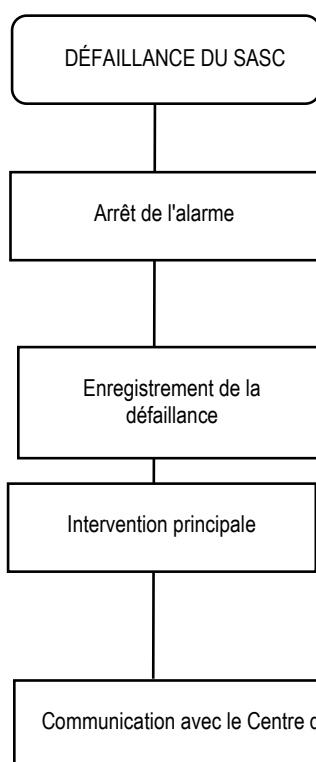 DÉFAILLANCE DU SASC
Arrêt de l'alarme
Enregistrement de la
défaillance
Intervention principale
Communication avec le Centre d